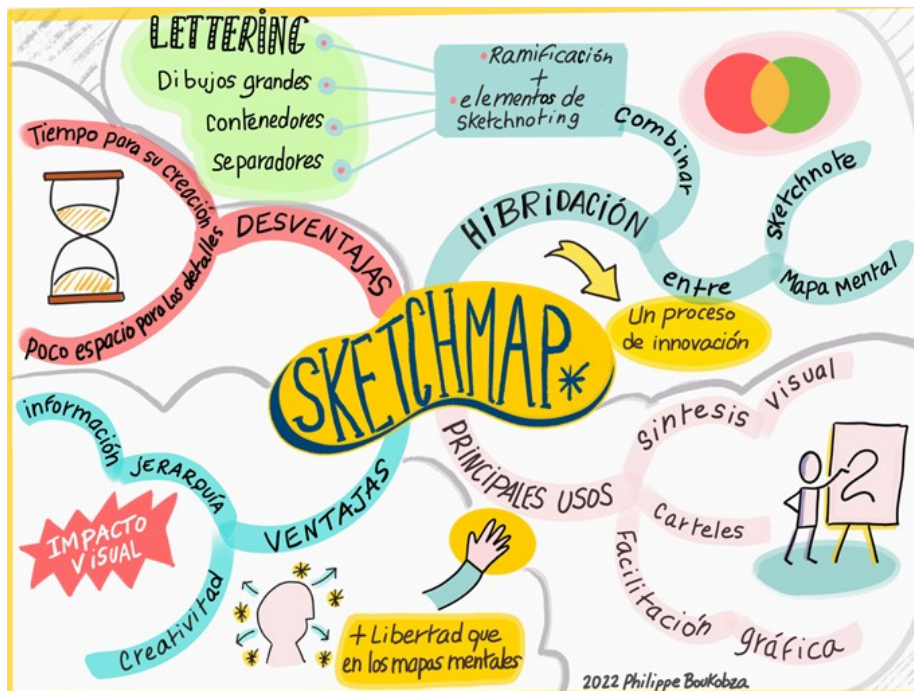 LETTERING
Dibujos grandes
Contenedores
Separadores
Ramificación
+
elementos de
sketchnoting
Combinar
HIBRIDACIÓN
entre
Sketchnote
Mapa Mental
Un proceso
de innovación
Tiempo para su creación
DESVENTAJAS
poco espacio para los detalles
SKETCHMAP*
PRINCIPALES USOS
Síntesis
visual
Carteles
Facilitación
gráfica
información
JERARQUÍA
VENTAJAS
IMPACTO
VISUAL
Creativitad
+ Libertad que
en los mapas mentales
2022 Philippe Boukobza